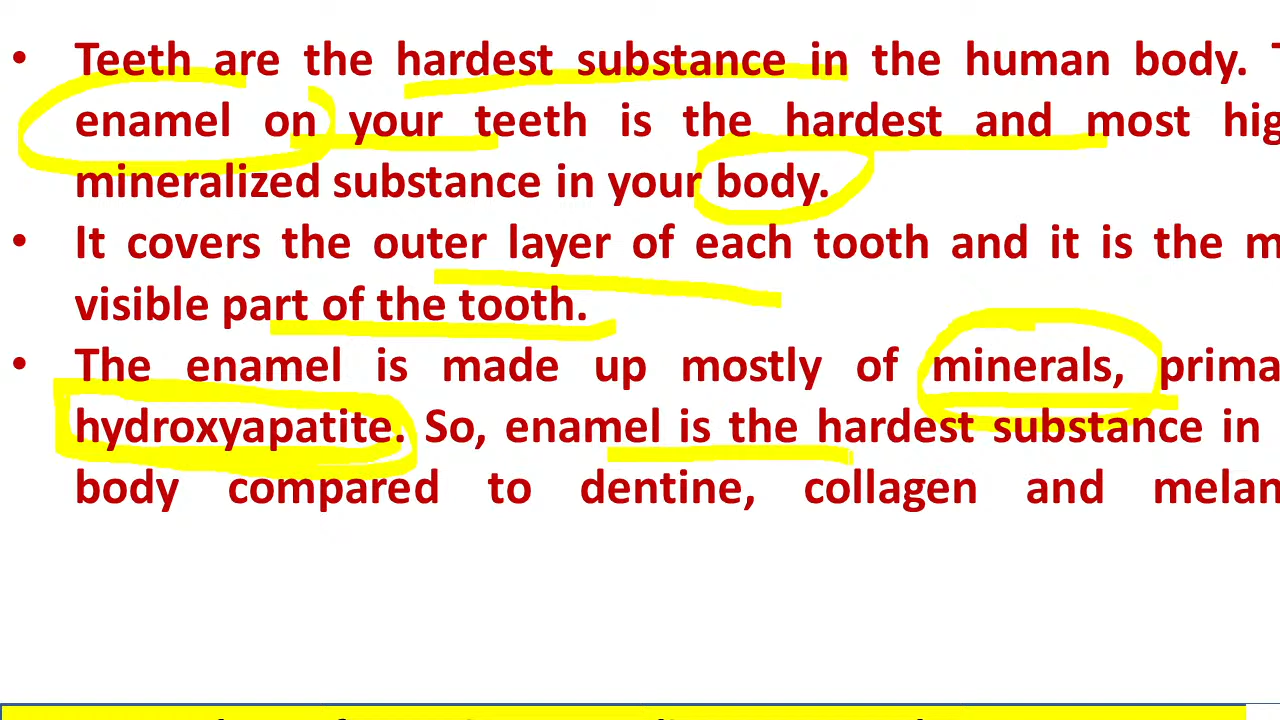 • Teeth are the hardest substance in the human body.
enamel on your teeth is the hardest and most
mineralized substance in your body.
• It covers the outer layer of each tooth and it is the
visible part of the tooth.
• The enamel is made up mostly of minerals,
hydroxyapatite. So, enamel is the hardest substance in
body compared to dentine, collagen and